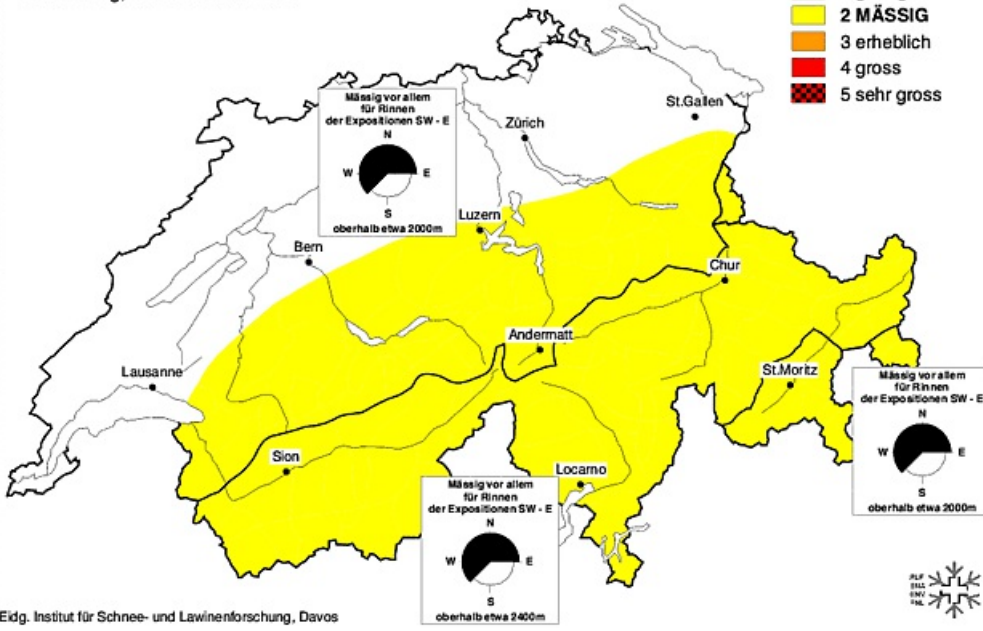 2 MÄSSIG
3 erheblich
4 gross
5 sehr gross
St.Gallen
Zürich
Mässig vor allem
für Rinnen
der Expositionen SW - E
N
W
E
S
oberhalb etwa 2000m
Luzern
Bern
Chur
Andermatt
Lausanne
St.Moritz
Mässig vor allem
für Rinnen
der Expositionen SW - E
N
W
E
S
oberhalb etwa 2000m
Sion
Locarno
Mässig vor allem
für Rinnen
der Expositionen SW - E
N
W
E
S
oberhalb etwa 2400m
SLF
ENA
Eidg. Institut für Schnee- und Lawinenforschung, Davos